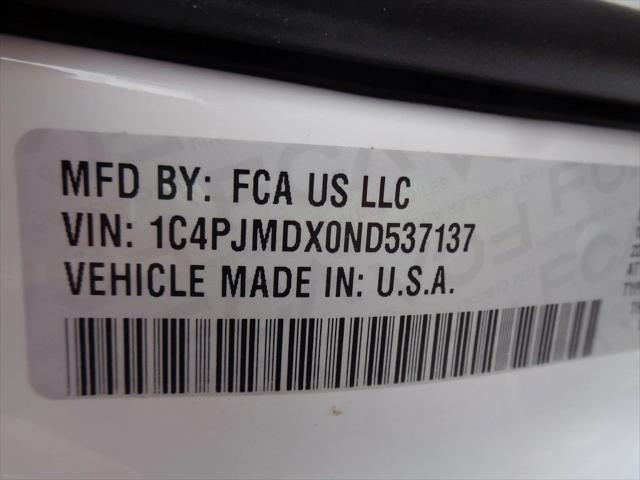 MFD BY: FCA US LLC
VIN: 1C4PJMDX0ND537137
VEHICLE MADE IN: U.S.A.